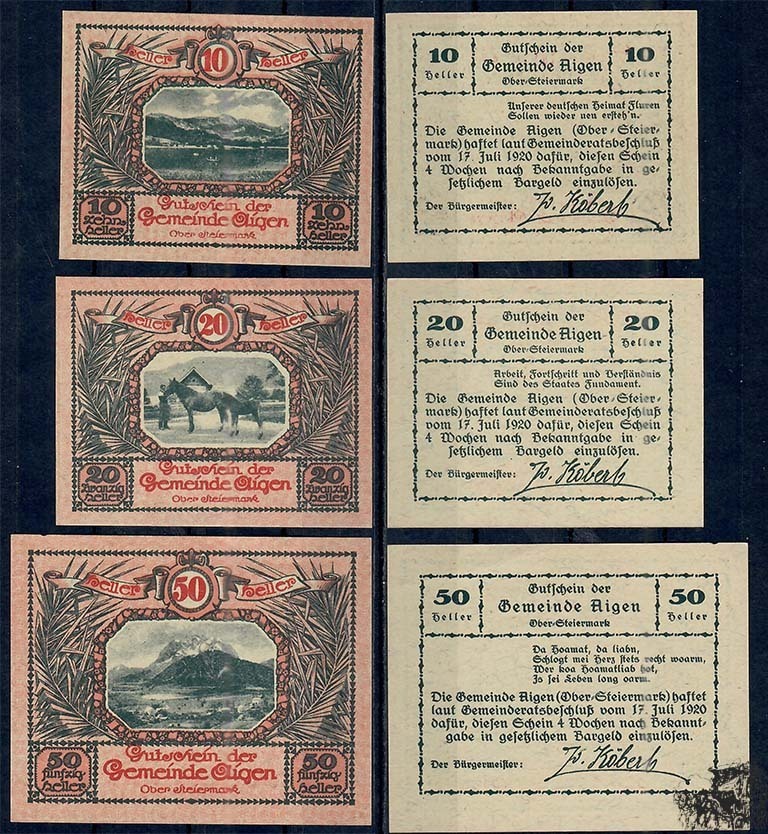 Heller 10 Heller
10 Zehn Heller
Gutschein der
Gemeinde Aigen
Ober Steiermark
10 Zehn Heller
10 Heller
Gutschein der
Gemeinde Aigen
Ober-Steiermark
10 Heller
Unserer deutschen Heimat Fluren
Sollen wieder neu ersteh'n.
Die Gemeinde Aigen (Ober-Steier-
mark) haftet laut Gemeinderatsbeschluß
vom 17. Juli 1920 dafür, diesen Schein
4 Wochen nach Bekanntgabe in ge-
setzlichem Bargeld einzulösen.
Der Bürgermeister: P. Köberl
Heller 20 Heller
20 Zwanzig Heller
Gutschein der
Gemeinde Aigen
Ober Steiermark
20 Zwanzig Heller
20 Heller
Gutschein der
Gemeinde Aigen
Ober-Steiermark
20 Heller
Arbeit, Fortschritt und Verständnis
Sind des Staates Fundament.
Die Gemeinde Aigen (Ober-Steier-
mark) haftet laut Gemeinderatsbeschluß
vom 17. Juli 1920 dafür, diesen Schein
4 Wochen nach Bekanntgabe in ge-
setzlichem Bargeld einzulösen.
Der Bürgermeister: P. Köberl
Heller 50 Heller
50 fünfzig Heller
Gutschein der
Gemeinde Aigen
Ober Steiermark
50 fünfzig Heller
50 Heller
Gutschein der
Gemeinde Aigen
Ober-Steiermark
50 Heller
Da Hoamat, da liabn,
Schlogt mei Herz stets recht woarm,
Wer koa Hoamatliab hot,
Is sei Leben long oarm.
Die Gemeinde Aigen (Ober-Steiermark) haftet
laut Gemeinderatsbeschluß vom 17. Juli 1920
dafür, diesen Schein 4 Wochen nach Bekannt-
gabe in gesetzlichem Bargeld einzulösen.
Der Bürgermeister: P. Köberl